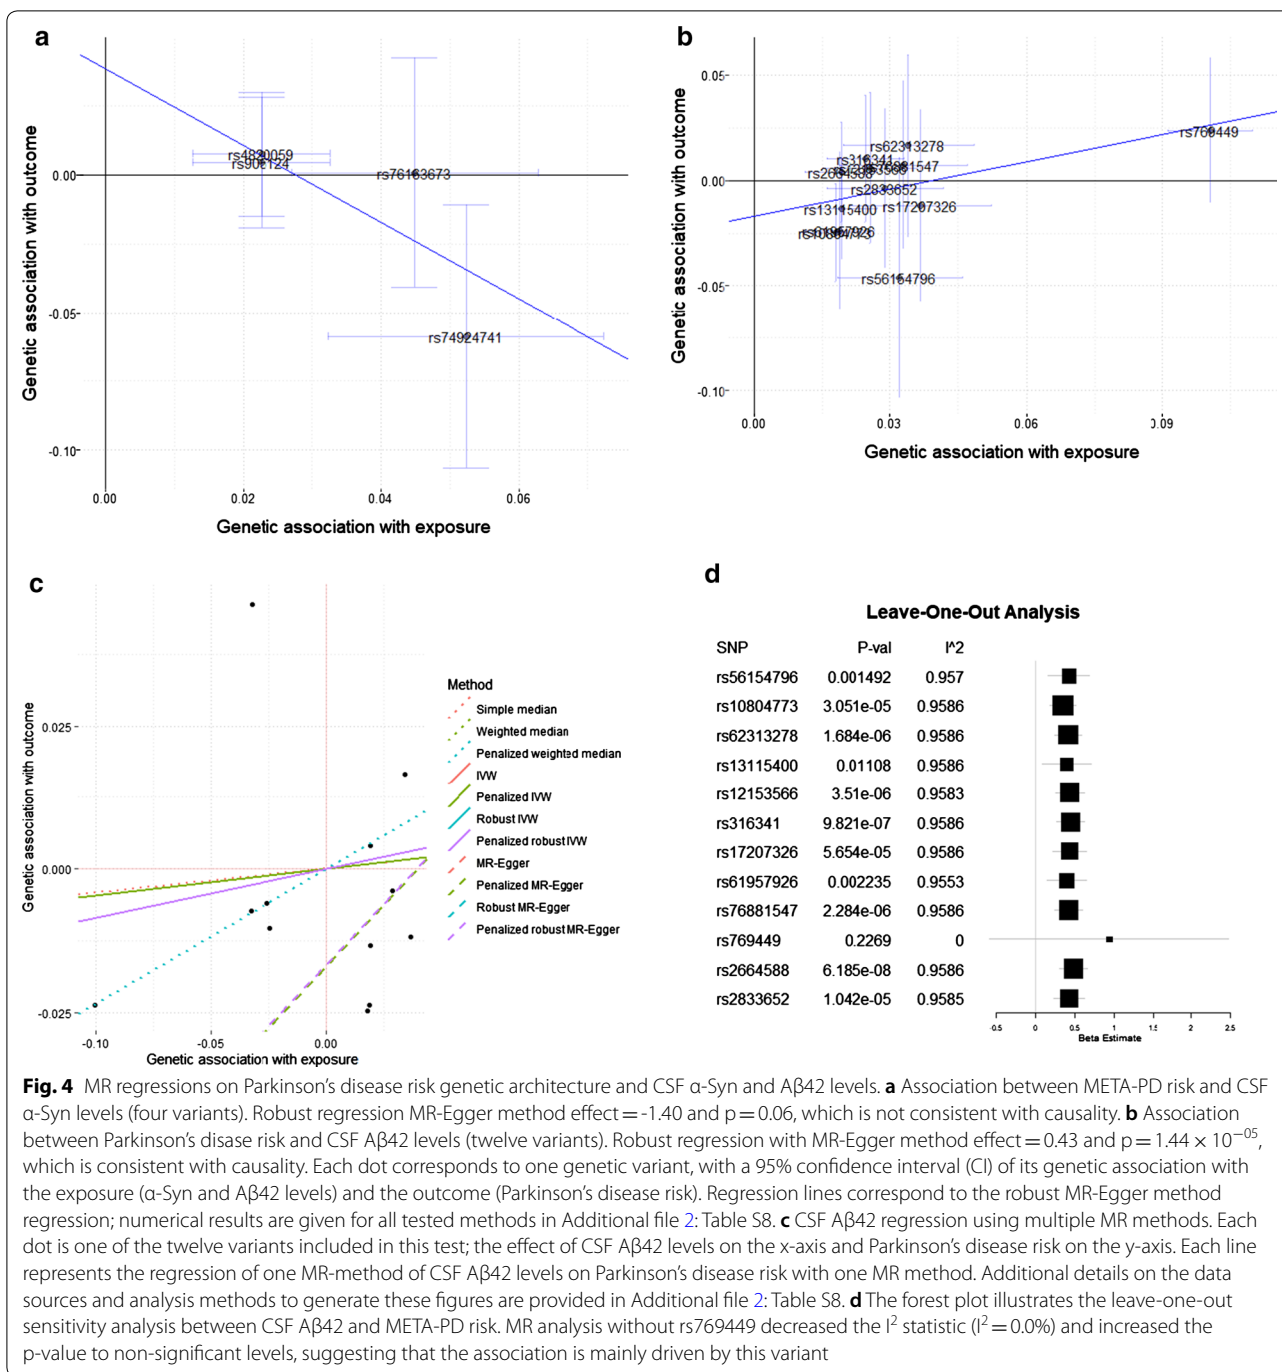 a
Genetic association with outcome
0.00
-0.05
-0.10
rs4820059
rs76163673
rs74924741
0.00 0.02 0.04 0.06
Genetic association with exposure
b
Genetic association with outcome
0.05
0.00
-0.05
-0.10
rs769449
rs62313278
rs316341
rs76881547
rs2833652
rs13115400
rs17207326
rs61957926
rs56154796
0.00 0.03 0.06 0.09
Genetic association with exposure
c
Genetic association with outcome
0.025
0.000
-0.025
-0.10 -0.05 0.00
Genetic association with exposure
Method
Simple median
Weighted median
Penalized weighted median
IVW
Penalized IVW
Robust IVW
Penalized robust IVW
MR-Egger
Penalized MR-Egger
Robust MR-Egger
Penalized robust MR-Egger
d
Leave-One-Out Analysis
SNP P-val I^2
rs56154796 0.001492 0.957
rs10804773 3.051e-05 0.9586
rs62313278 1.684e-06 0.9586
rs13115400 0.01108 0.9586
rs12153566 3.51e-06 0.9583
rs316341 9.821e-07 0.9586
rs17207326 5.654e-05 0.9586
rs61957926 0.002235 0.9553
rs76881547 2.284e-06 0.9586
rs769449 0.2269 0
rs2664588 6.185e-08 0.9586
rs2833652 1.042e-05 0.9585
-0.5 0 0.5 1 1.5 2 2.5
Beta Estimate
Fig. 4 MR regressions on Parkinson's disease risk genetic architecture and CSF α-Syn and Aβ42 levels. a Association between META-PD risk and CSF
α-Syn levels (four variants). Robust regression MR-Egger method effect = -1.40 and p = 0.06, which is not consistent with causality. b Association
between Parkinson's disase risk and CSF Aβ42 levels (twelve variants). Robust regression with MR-Egger method effect = 0.43 and p = 1.44 × 10⁻⁰⁵,
which is consistent with causality. Each dot corresponds to one genetic variant, with a 95% confidence interval (CI) of its genetic association with
the exposure (α-Syn and Aβ42 levels) and the outcome (Parkinson's disease risk). Regression lines correspond to the robust MR-Egger method
regression; numerical results are given for all tested methods in Additional file 2: Table S8. c CSF Aβ42 regression using multiple MR methods. Each
dot is one of the twelve variants included in this test; the effect of CSF Aβ42 levels on the x-axis and Parkinson's disease risk on the y-axis. Each line
represents the regression of one MR-method of CSF Aβ42 levels on Parkinson's disease risk with one MR method. Additional details on the data
sources and analysis methods to generate these figures are provided in Additional file 2: Table S8. d The forest plot illustrates the leave-one-out
sensitivity analysis between CSF Aβ42 and META-PD risk. MR analysis without rs769449 decreased the I² statistic (I² = 0.0%) and increased the
p-value to non-significant levels, suggesting that the association is mainly driven by this variant